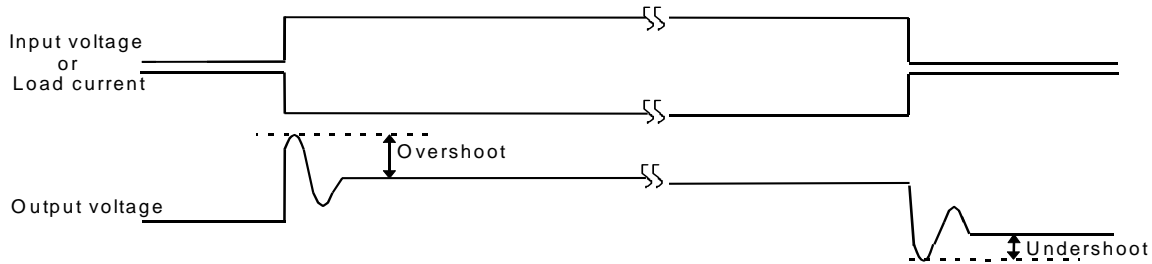 Input voltage
or
Load current
Overshoot
Output voltage
Undershoot